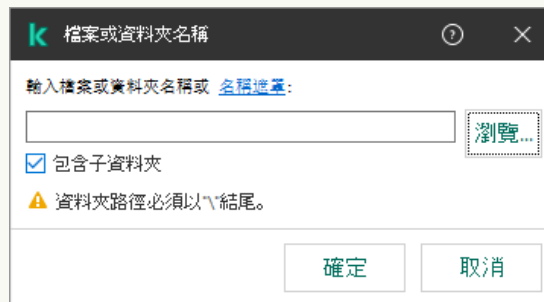 檔案或資料夾名稱
輸入檔案或資料夾名稱或 名稱遮罩:
瀏覽...
包含子資料夾
資料夾路徑必須以"\"結尾。
確定 取消